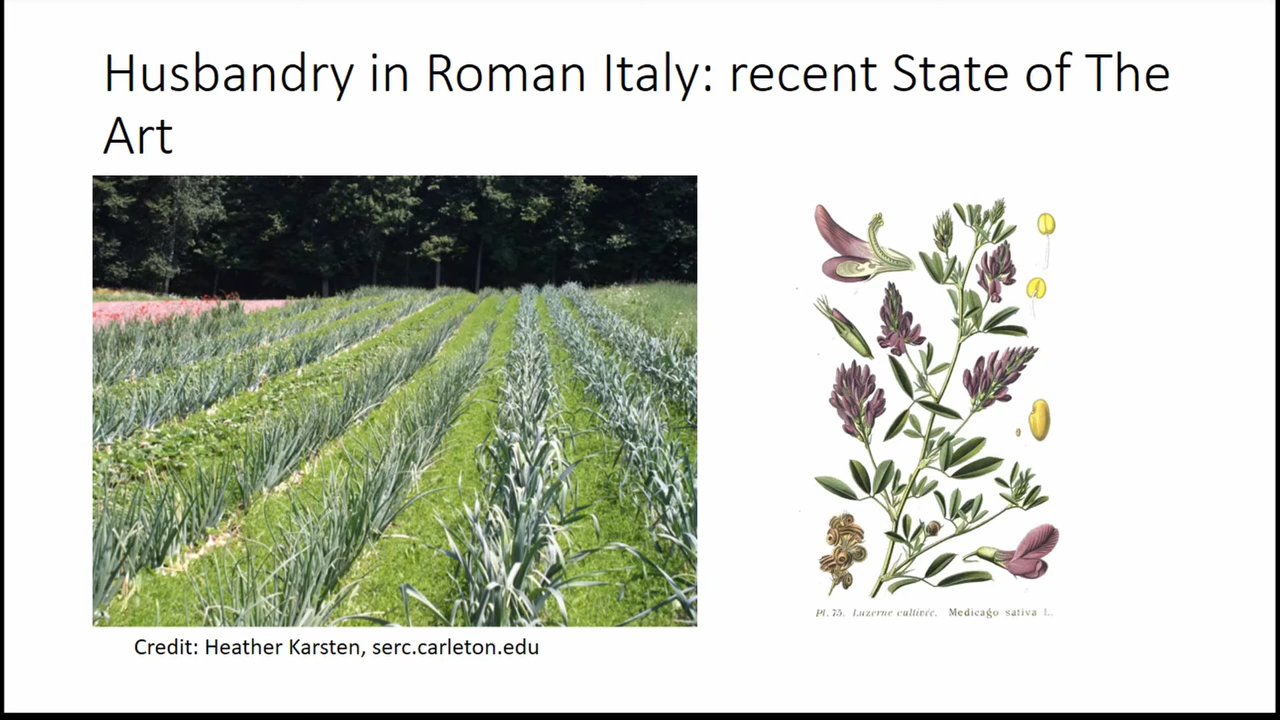 Husbandry in Roman Italy: recent State of The
Art
Pl. 75. Luzerne cultivée. Medicago sativa L.
Credit: Heather Karsten, serc.carleton.edu